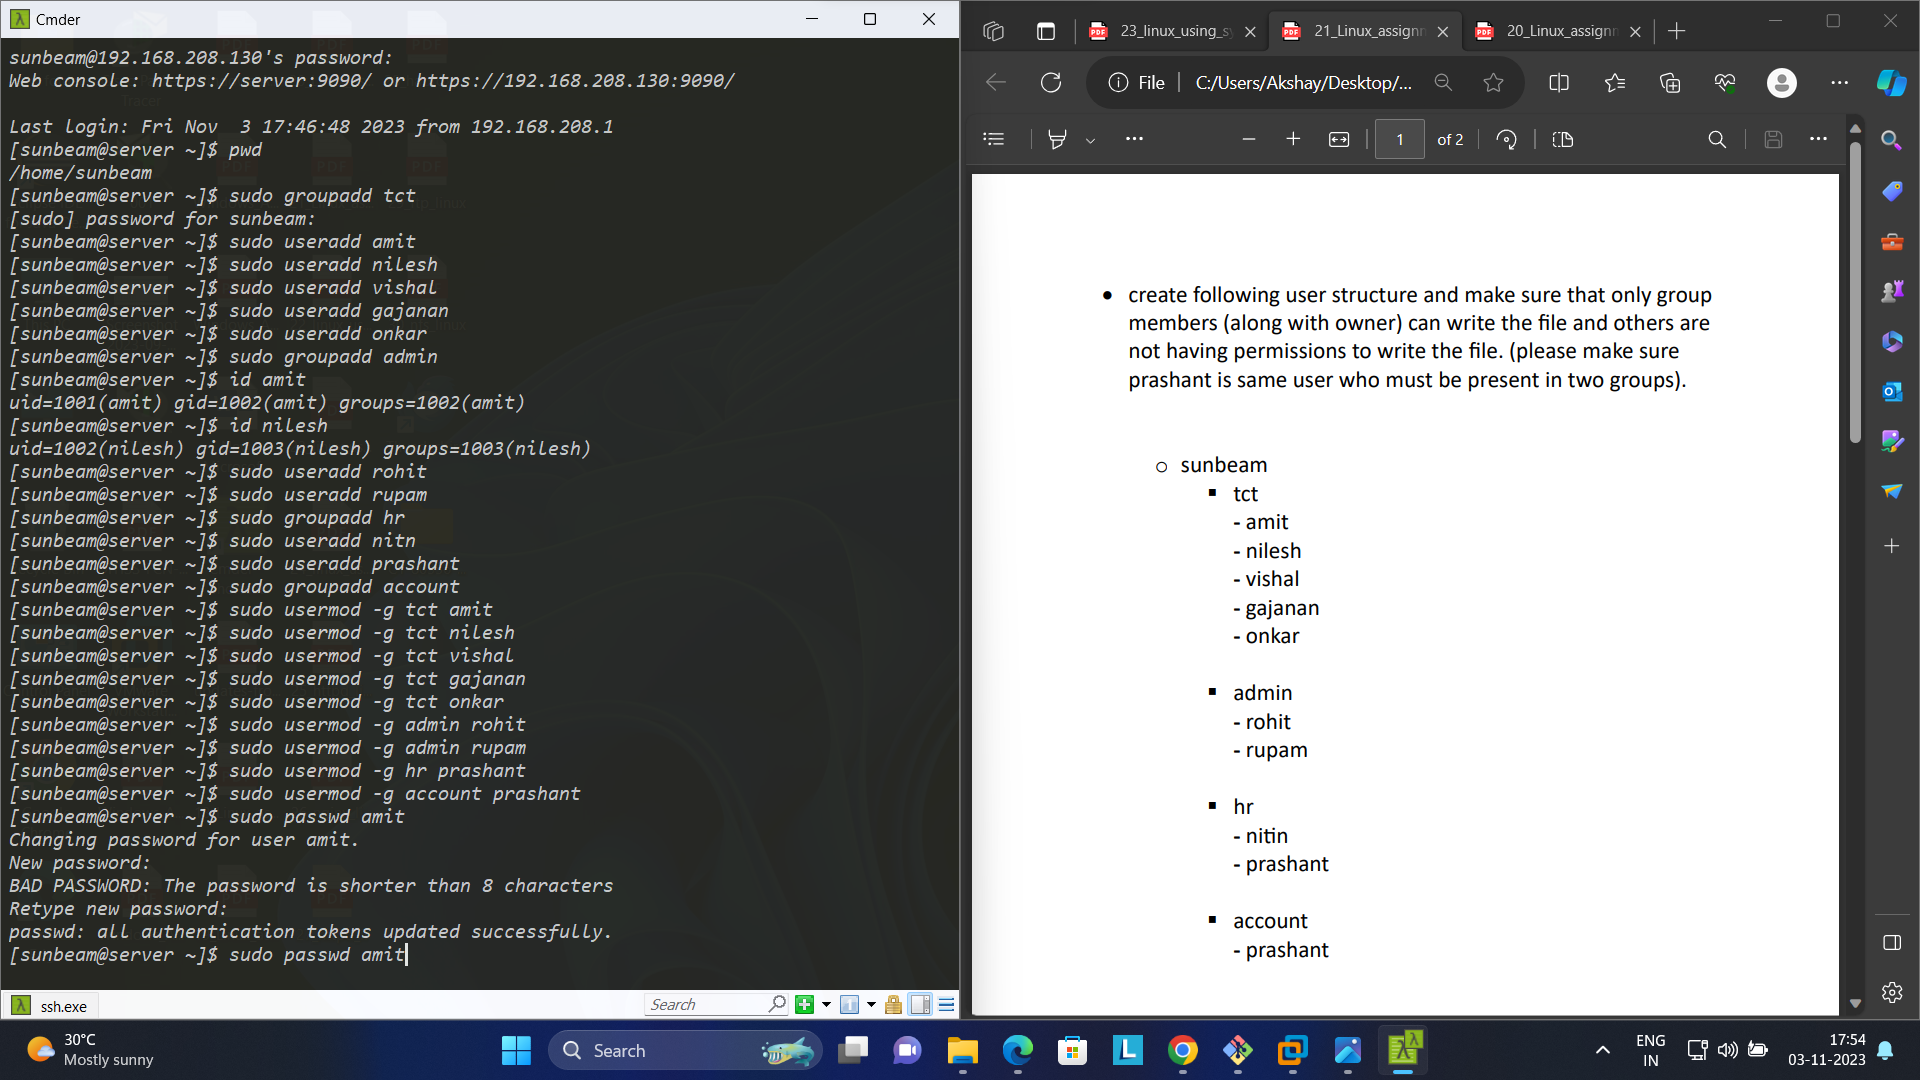 Cmder
sunbeam@192.168.208.130's password:
Web console: https://server:9090/ or https://192.168.208.130:9090/
Last login: Fri Nov  3 17:46:48 2023 from 192.168.208.1
[sunbeam@server ~]$ pwd
/home/sunbeam
[sunbeam@server ~]$ sudo groupadd tct
[sudo] password for sunbeam:
[sunbeam@server ~]$ sudo useradd amit
[sunbeam@server ~]$ sudo useradd nilesh
[sunbeam@server ~]$ sudo useradd vishal
[sunbeam@server ~]$ sudo useradd gajanan
[sunbeam@server ~]$ sudo useradd onkar
[sunbeam@server ~]$ sudo groupadd admin
[sunbeam@server ~]$ id amit
uid=1001(amit) gid=1002(amit) groups=1002(amit)
[sunbeam@server ~]$ id nilesh
uid=1002(nilesh) gid=1003(nilesh) groups=1003(nilesh)
[sunbeam@server ~]$ sudo useradd rohit
[sunbeam@server ~]$ sudo useradd rupam
[sunbeam@server ~]$ sudo groupadd hr
[sunbeam@server ~]$ sudo useradd nitn
[sunbeam@server ~]$ sudo useradd prashant
[sunbeam@server ~]$ sudo groupadd account
[sunbeam@server ~]$ sudo usermod -g tct amit
[sunbeam@server ~]$ sudo usermod -g tct nilesh
[sunbeam@server ~]$ sudo usermod -g tct vishal
[sunbeam@server ~]$ sudo usermod -g tct gajanan
[sunbeam@server ~]$ sudo usermod -g tct onkar
[sunbeam@server ~]$ sudo usermod -g admin rohit
[sunbeam@server ~]$ sudo usermod -g admin rupam
[sunbeam@server ~]$ sudo usermod -g hr prashant
[sunbeam@server ~]$ sudo usermod -g account prashant
[sunbeam@server ~]$ sudo passwd amit
Changing password for user amit.
New password:
BAD PASSWORD: The password is shorter than 8 characters
Retype new password:
passwd: all authentication tokens updated successfully.
[sunbeam@server ~]$ sudo passwd amit
ssh.exe
Search
23_linux_using_sy
21_Linux_assignm
20_Linux_assignm
File
C:/Users/Akshay/Desktop/...
1 of 2
• create following user structure and make sure that only group
members (along with owner) can write the file and others are
not having permissions to write the file. (please make sure
prashant is same user who must be present in two groups).
o sunbeam
▪ tct
- amit
- nilesh
- vishal
- gajanan
- onkar
▪ admin
- rohit
- rupam
▪ hr
- nitin
- prashant
▪ account
- prashant
30°C
Mostly sunny
Search
ENG
IN
17:54
03-11-2023